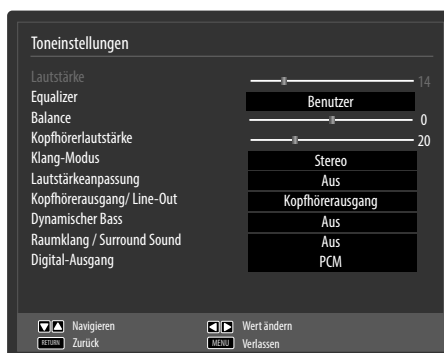 Toneinstellungen
Lautstärke 14
Equalizer Benutzer
Balance 0
Kopfhörerlautstärke 20
Klang-Modus Stereo
Lautstärkeanpassung Aus
Kopfhörerausgang/ Line-Out Kopfhörerausgang
Dynamischer Bass Aus
Raumklang / Surround Sound Aus
Digital-Ausgang PCM
Navigieren Wert ändern
RETURN Zurück MENU Verlassen